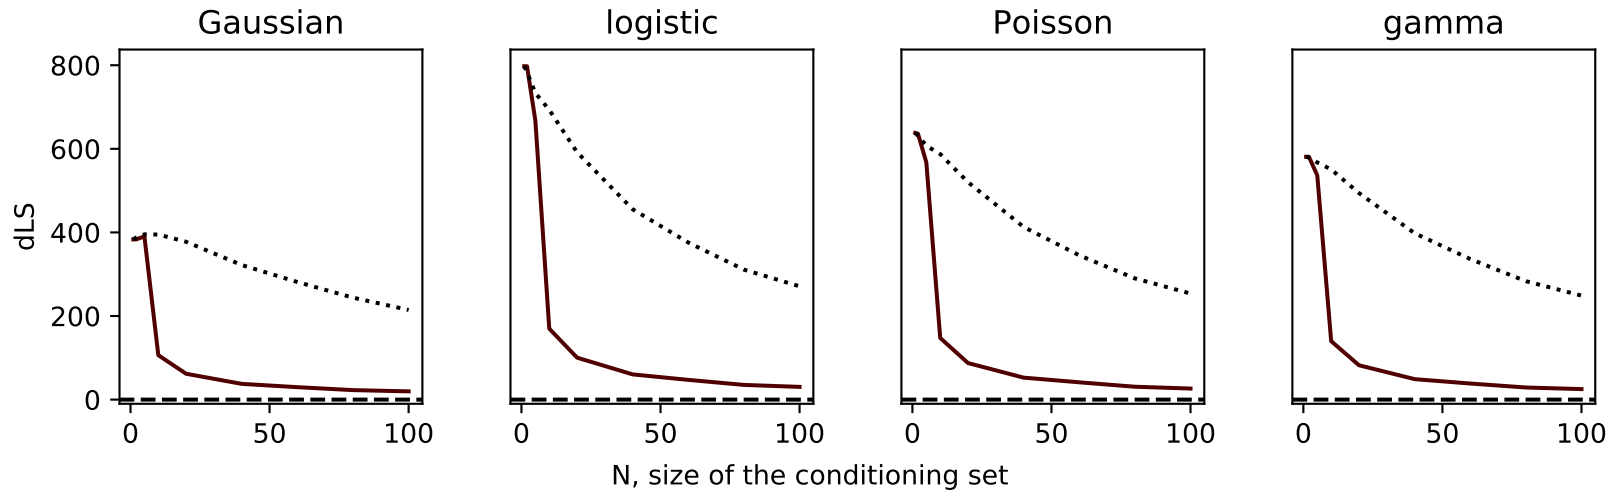 Gaussian logistic Poisson gamma
800
600
400
200
0
dLS
0 50 100 0 50 100 0 50 100 0 50 100
N, size of the conditioning set